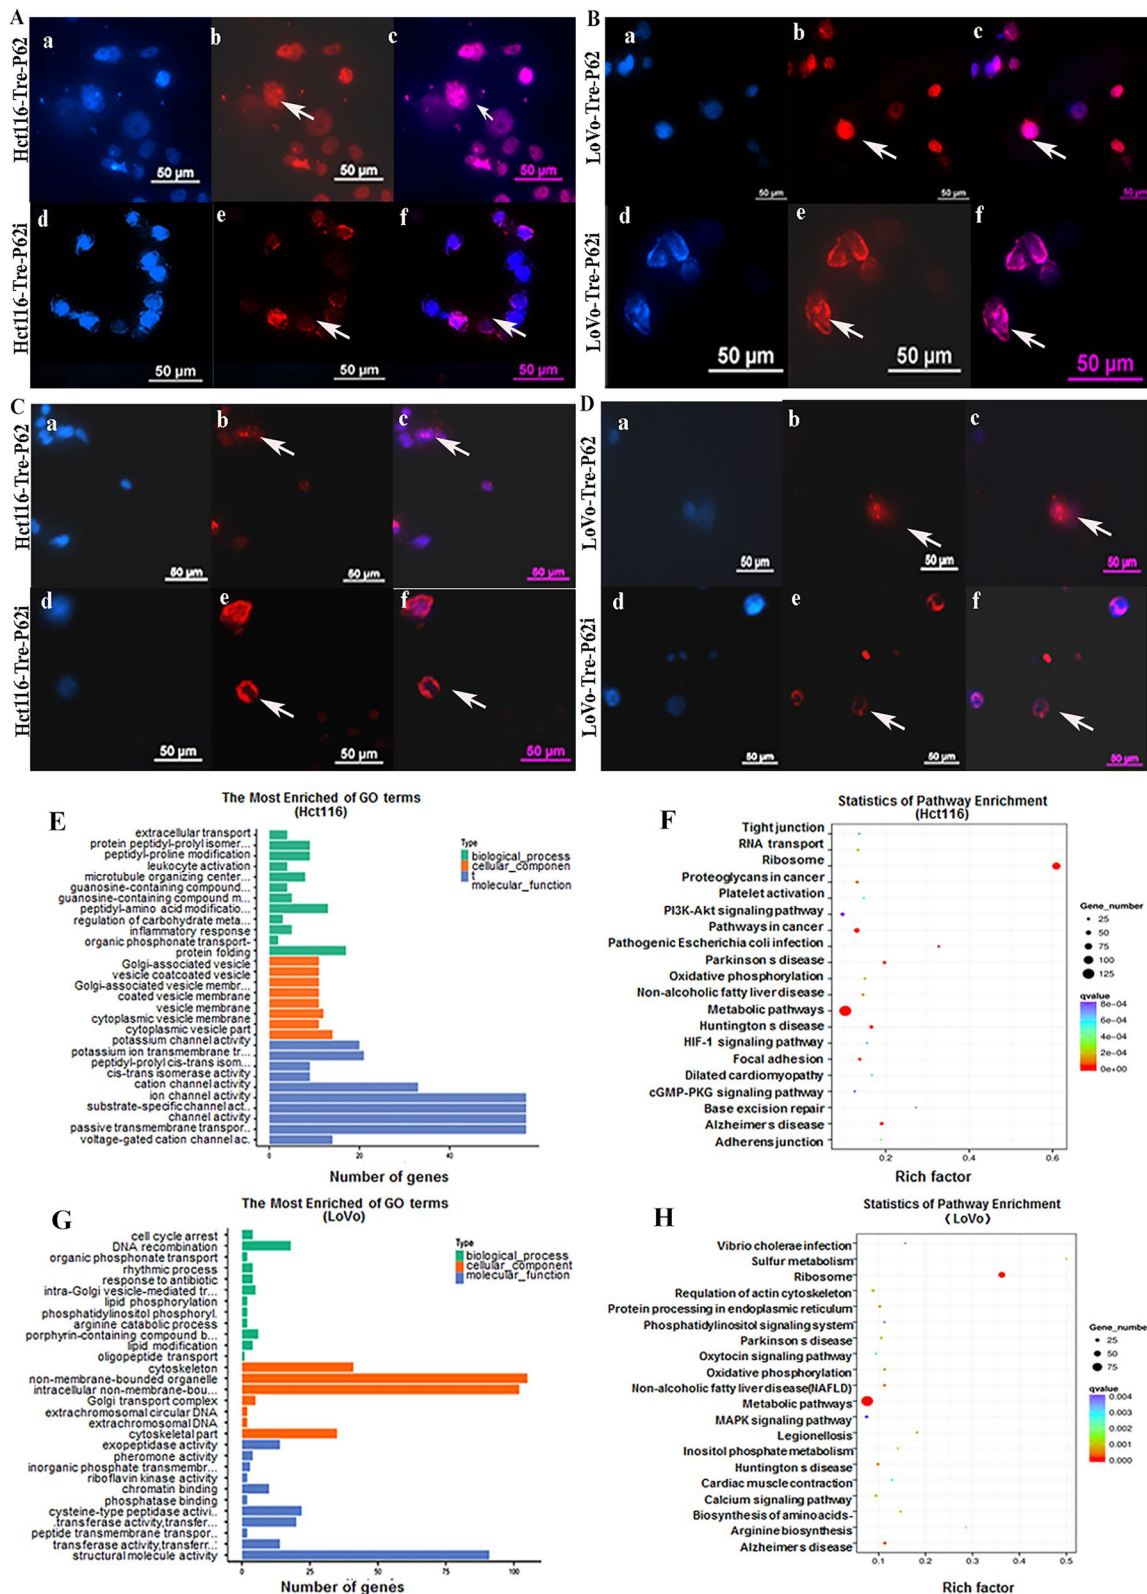 A
B
Hct116-Tre-P62
a
b
c
50 µm
50 µm
50 µm
Hct116-Tre-P62i
d
e
f
50 µm
50 µm
50 µm
LoVo-Tre-P62
a
b
c
50 µm
50 µm
50 µm
LoVo-Tre-P62i
d
e
f
50 µm
50 µm
50 µm
C
D
Hct116-Tre-P62
a
b
c
50 µm
50 µm
50 µm
Hct116-Tre-P62i
d
e
f
50 µm
50 µm
50 µm
LoVo-Tre-P62
a
b
c
50 µm
50 µm
50 µm
LoVo-Tre-P62i
d
e
f
50 µm
50 µm
50 µm
E
The Most Enriched of GO terms
(Hct116)
extracellular transport
protein peptidyl-prolyl isomer...
peptidyl-proline modification
leukocyte activation
microtubule organizing center...
guanosine-containing compound...
guanosine-containing compound m...
peptidyl-amino acid modificatio...
regulation of carbohydrate meta...
inflammatory response
organic phosphonate transport-
protein folding
Golgi-associated vesicle
vesicle coatcoated vesicle
Golgi-associated vesicle membr...
coated vesicle membrane
vesicle membrane
cytoplasmic vesicle membrane
cytoplasmic vesicle part
potassium channel activity
potassium ion transmembrane tr...
peptidyl-prolyl cis-trans isom...
cis-trans isomerase activity
cation channel activity
ion channel activity
substrate-specific channel act..
channel activity
passive transmembrane transpor..
voltage-gated cation channel ac.
0
20
40
Number of genes
Type
biological_process
cellular_componen
t
molecular_function
F
Statistics of Pathway Enrichment
(Hct116)
Tight junction
RNA transport
Ribosome
Proteoglycans in cancer
Platelet activation
PI3K-Akt signaling pathway
Pathways in cancer
Pathogenic Escherichia coli infection
Parkinson s disease
Oxidative phosphorylation
Non-alcoholic fatty liver disease
Metabolic pathways
Huntington s disease
HIF-1 signaling pathway
Focal adhesion
Dilated cardiomyopathy
cGMP-PKG signaling pathway
Base excision repair
Alzheimer s disease
Adherens junction
0.2
0.4
0.6
Rich factor
Gene_number
25
50
75
100
125
qvalue
8e-04
6e-04
4e-04
2e-04
0e+00
G
The Most Enriched of GO terms
(LoVo)
cell cycle arrest
DNA recombination
organic phosphonate transport
rhythmic process
response to antibiotic
intra-Golgi vesicle-mediated tr...
lipid phosphorylation
phosphatidylinositol phosphoryl.
arginine catabolic process
porphyrin-containing compound b...
lipid modification
oligopeptide transport
cytoskeleton
non-membrane-bounded organelle
intracellular non-membrane-bou...
Golgi transport complex
extrachromosomal circular DNA
extrachromosomal DNA
cytoskeletal part
exopeptidase activity
pheromone activity
inorganic phosphate transmembr...
riboflavin kinase activity
chromatin binding
phosphatase binding
cysteine-type peptidase activi..
.transferase activity,transfer...
peptide transmembrane transpor..
transferase activity,transferr..:
structural molecule activity
0
25
50
75
100
Number of genes
Type
biological_process
cellular_component
molecular_function
H
Statistics of Pathway Enrichment
(LoVo)
Vibrio cholerae infection
Sulfur metabolism
Ribosome
Regulation of actin cytoskeleton
Protein processing in endoplasmic reticulum
Phosphatidylinositol signaling system
Parkinson s disease
Oxytocin signaling pathway
Oxidative phosphorylation
Non-alcoholic fatty liver disease(NAFLD)
Metabolic pathways
MAPK signaling pathway
Legionellosis
Inositol phosphate metabolism
Huntington s disease
Cardiac muscle contraction
Calcium signaling pathway
Biosynthesis of amino acids-
Arginine biosynthesis
Alzheimer s disease
0.1
0.2
0.3
0.4
0.5
Rich factor
Gene_number
25
50
75
qvalue
0.004
0.003
0.002
0.001
0.000